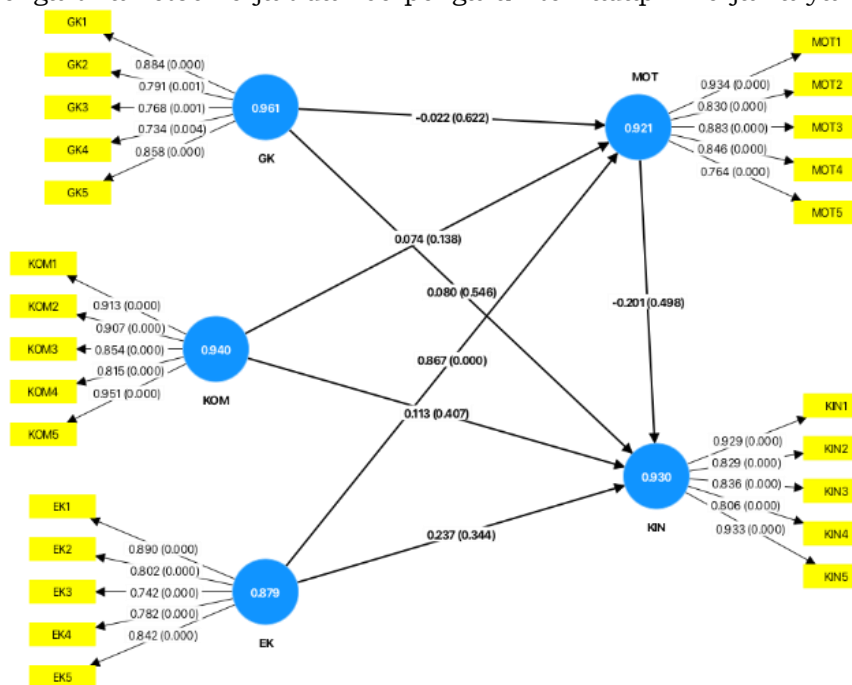 GK1
GK2
GK3
GK4
GK5
0.884 (0.000)
0.791 (0.001)
0.768 (0.001)
0.734 (0.004)
0.858 (0.000)
0.961
GK
-0.022 (0.622)
MOT
0.921
0.934 (0.000)
0.830 (0.000)
0.883 (0.000)
0.846 (0.000)
0.764 (0.000)
MOT1
MOT2
MOT3
MOT4
MOT5
0.074 (0.138)
0.080 (0.546)
-0.201 (0.498)
0.867 (0.000)
0.113 (0.407)
0.237 (0.344)
KOM1
KOM2
KOM3
KOM4
KOM5
0.913 (0.000)
0.907 (0.000)
0.854 (0.000)
0.815 (0.000)
0.951 (0.000)
0.940
KOM
0.930
KIN
0.929 (0.000)
0.829 (0.000)
0.836 (0.000)
0.806 (0.000)
0.933 (0.000)
KIN1
KIN2
KIN3
KIN4
KIN5
EK1
EK2
EK3
EK4
EK5
0.890 (0.000)
0.802 (0.000)
0.742 (0.000)
0.782 (0.000)
0.842 (0.000)
0.879
EK